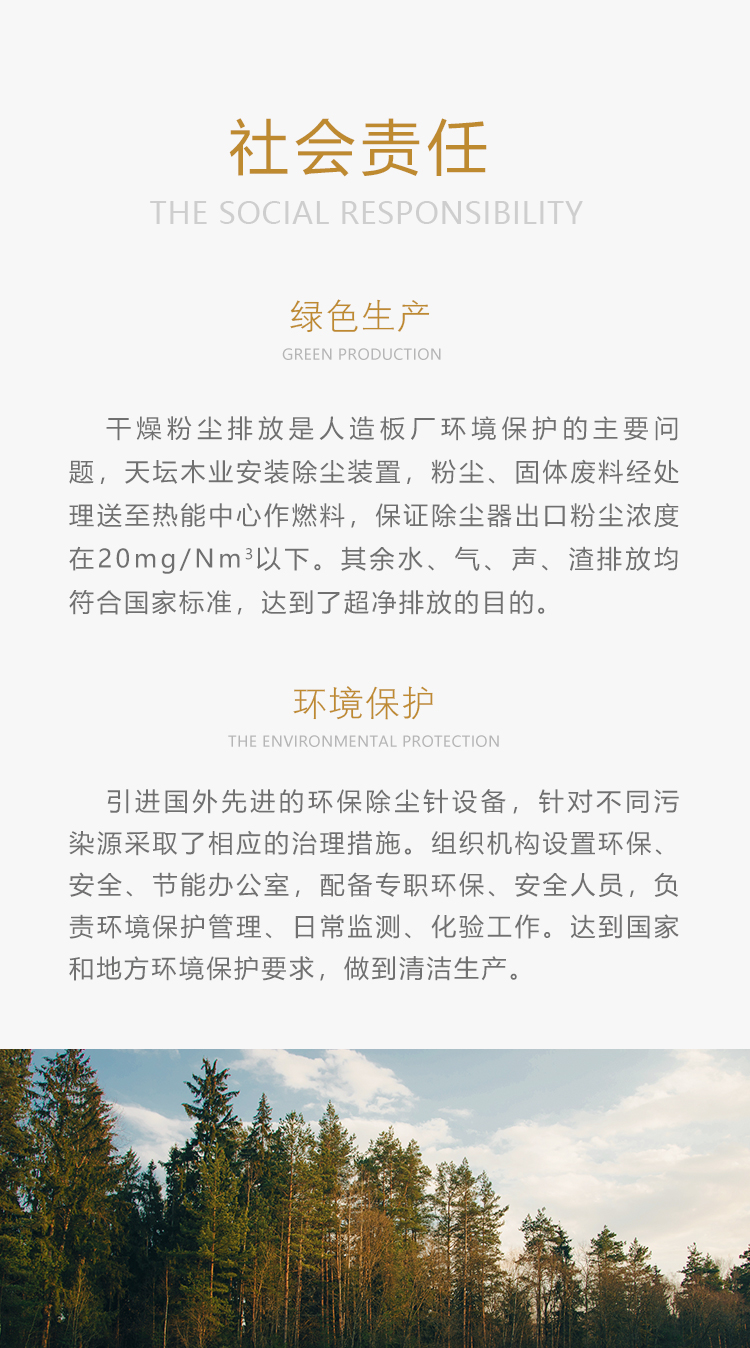 社会责任
THE SOCIAL RESPONSIBILITY
绿色生产
GREEN PRODUCTION
干燥粉尘排放是人造板厂环境保护的主要问
题，天坛木业安装除尘装置，粉尘、固体废料经处
理送至热能中心作燃料，保证除尘器出口粉尘浓度
在20mg/Nm³以下。其余水、气、声、渣排放均
符合国家标准，达到了超净排放的目的。
环境保护
THE ENVIRONMENTAL PROTECTION
引进国外先进的环保除尘针设备，针对不同污
染源采取了相应的治理措施。组织机构设置环保、
安全、节能办公室，配备专职环保、安全人员，负
责环境保护管理、日常监测、化验工作。达到国家
和地方环境保护要求，做到清洁生产。